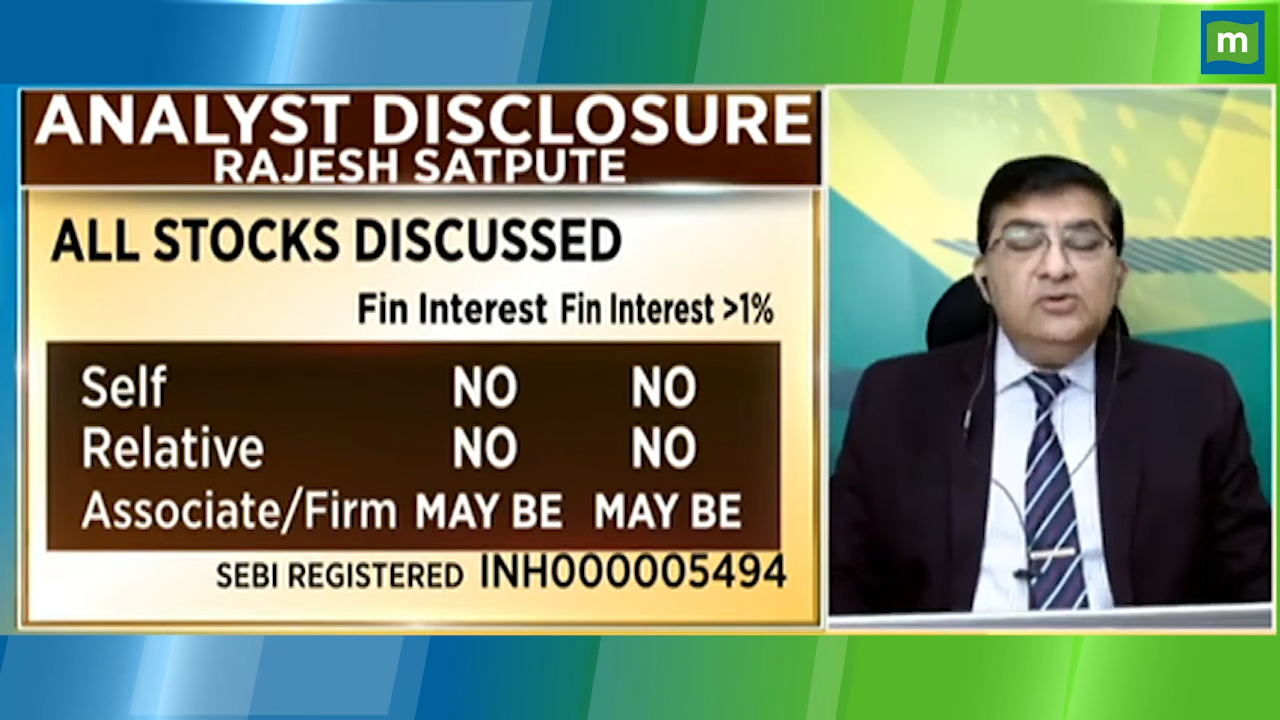 m
ANALYST DISCLOSURE
RAJESH SATPUTE
ALL STOCKS DISCUSSED
Fin Interest Fin Interest >1%
Self NO NO
Relative NO NO
Associate/Firm MAY BE MAY BE
SEBI REGISTERED INH000005494